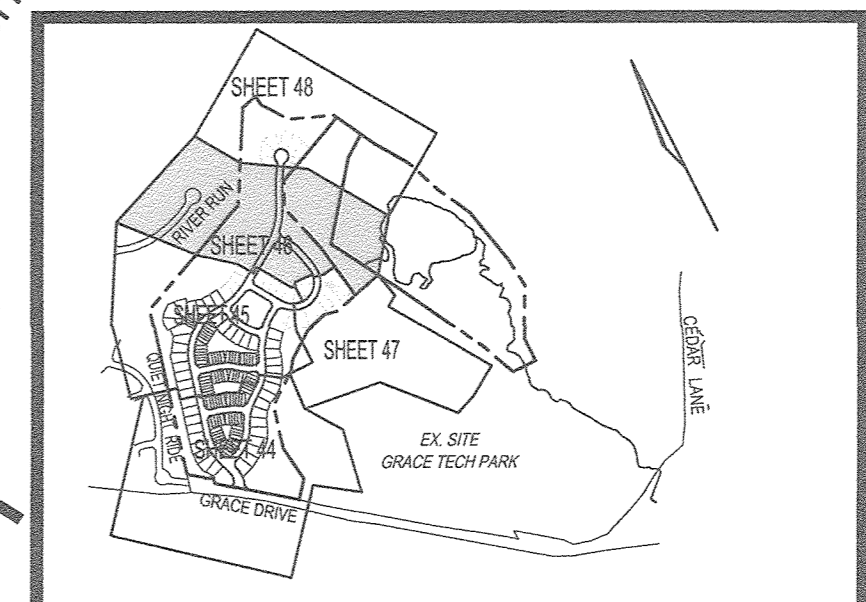 SHEET 48
RIVER RUN
SHEET 46
SHEET 45
SHEET 47
CEDAR LANE
QUIET NIGHT RIDE
EX. SITE
GRACE TECH PARK
SHEET 44
GRACE DRIVE